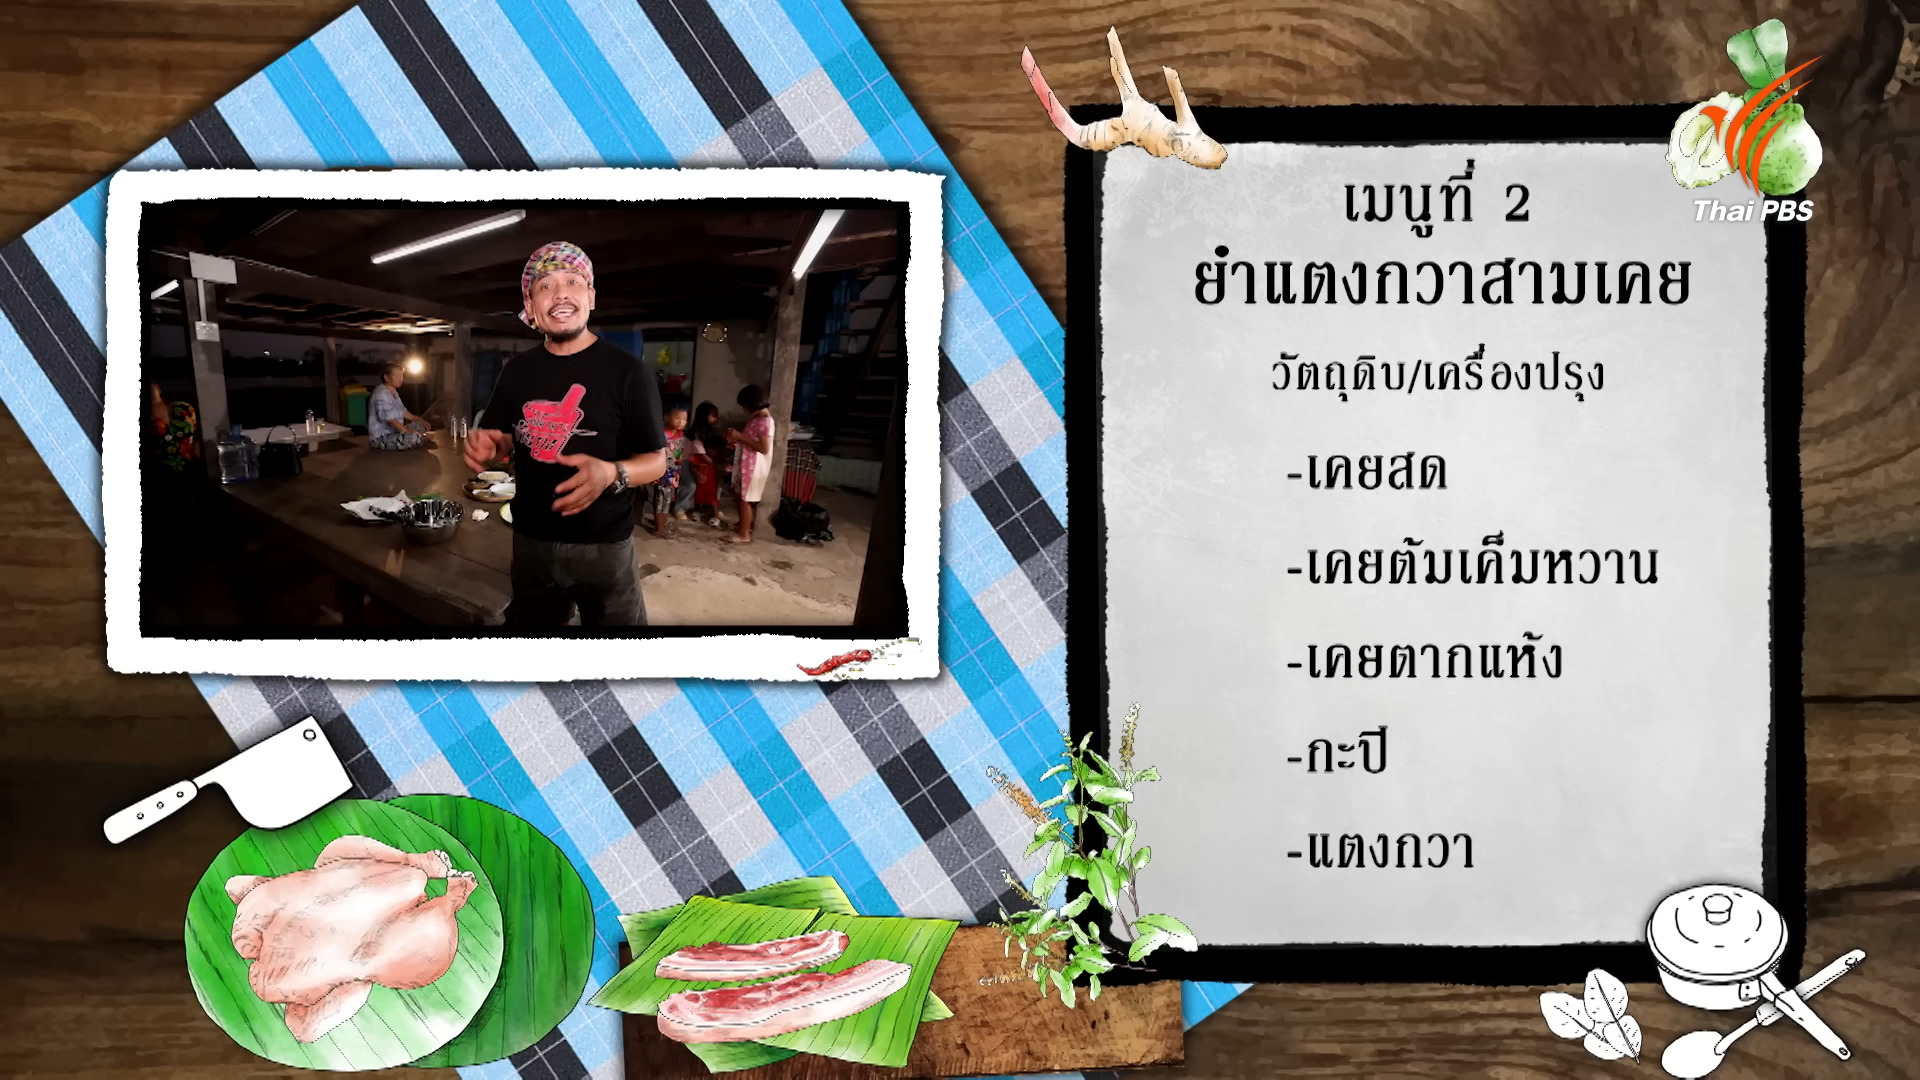 เมนูที่ 2
ยำแตงกวาสามเคย
วัตถุดิบ/เครื่องปรุง
-เคยสด
-เคยต้มเค็มหวาน
-เคยตากแห้ง
-กะปี
-แตงกวา
Thai PBS